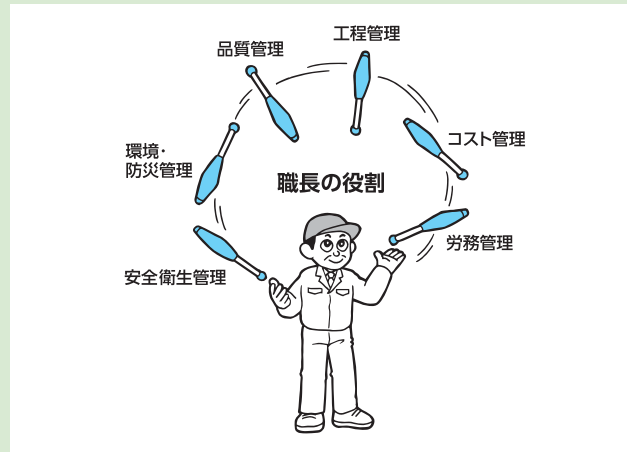 工程管理
品質管理
コスト管理
環境・
防災管理
職長の役割
労務管理
安全衛生管理